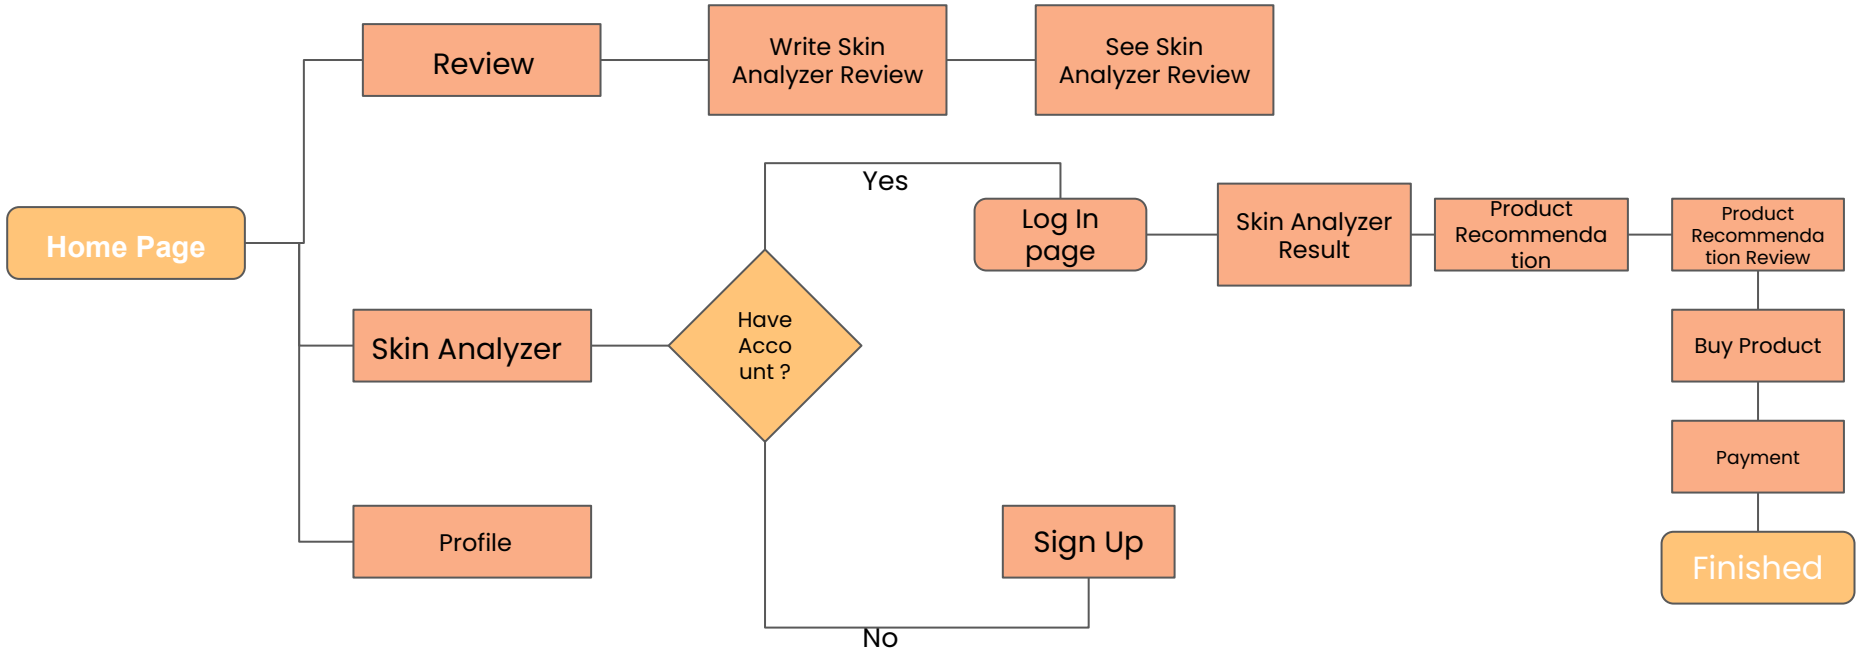 Review
Write Skin
Analyzer Review
See Skin
Analyzer Review
Home Page
Skin Analyzer
Profile
Have
Acco
unt ?
Yes
No
Log In
page
Sign Up
Skin Analyzer
Result
Product
Recommenda
tion
Product
Recommenda
tion Review
Buy Product
Payment
Finished